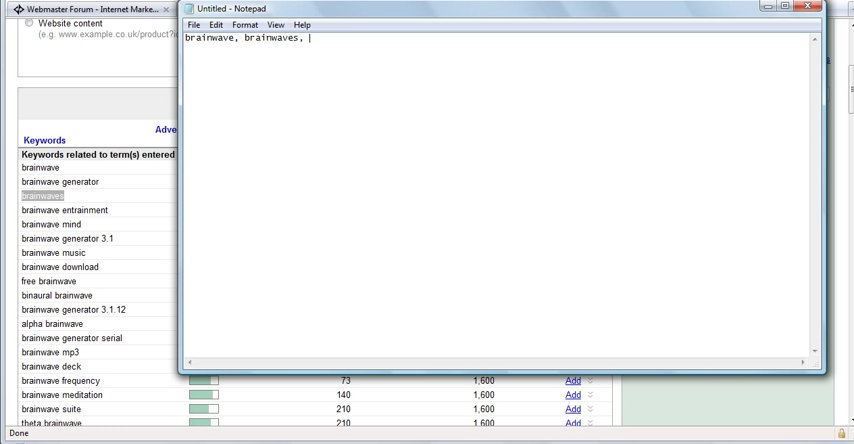 Webmaster Forum - Internet Marke...
Untitled - Notepad
File Edit Format View Help
brainwave, brainwaves,
Website content
(e.g. www.example.co.uk/product?i
Adve
Keywords
Keywords related to term(s) entered
brainwave
brainwave generator
brainwaves
brainwave entrainment
brainwave mind
brainwave generator 3.1
brainwave music
brainwave download
free brainwave
binaural brainwave
brainwave generator 3.1.12
alpha brainwave
brainwave generator serial
brainwave mp3
brainwave deck
brainwave frequency 73 1,600 Add
brainwave meditation 140 1,600 Add
brainwave suite 210 1,600 Add
theta brainwave 210 1,600 Add
Done